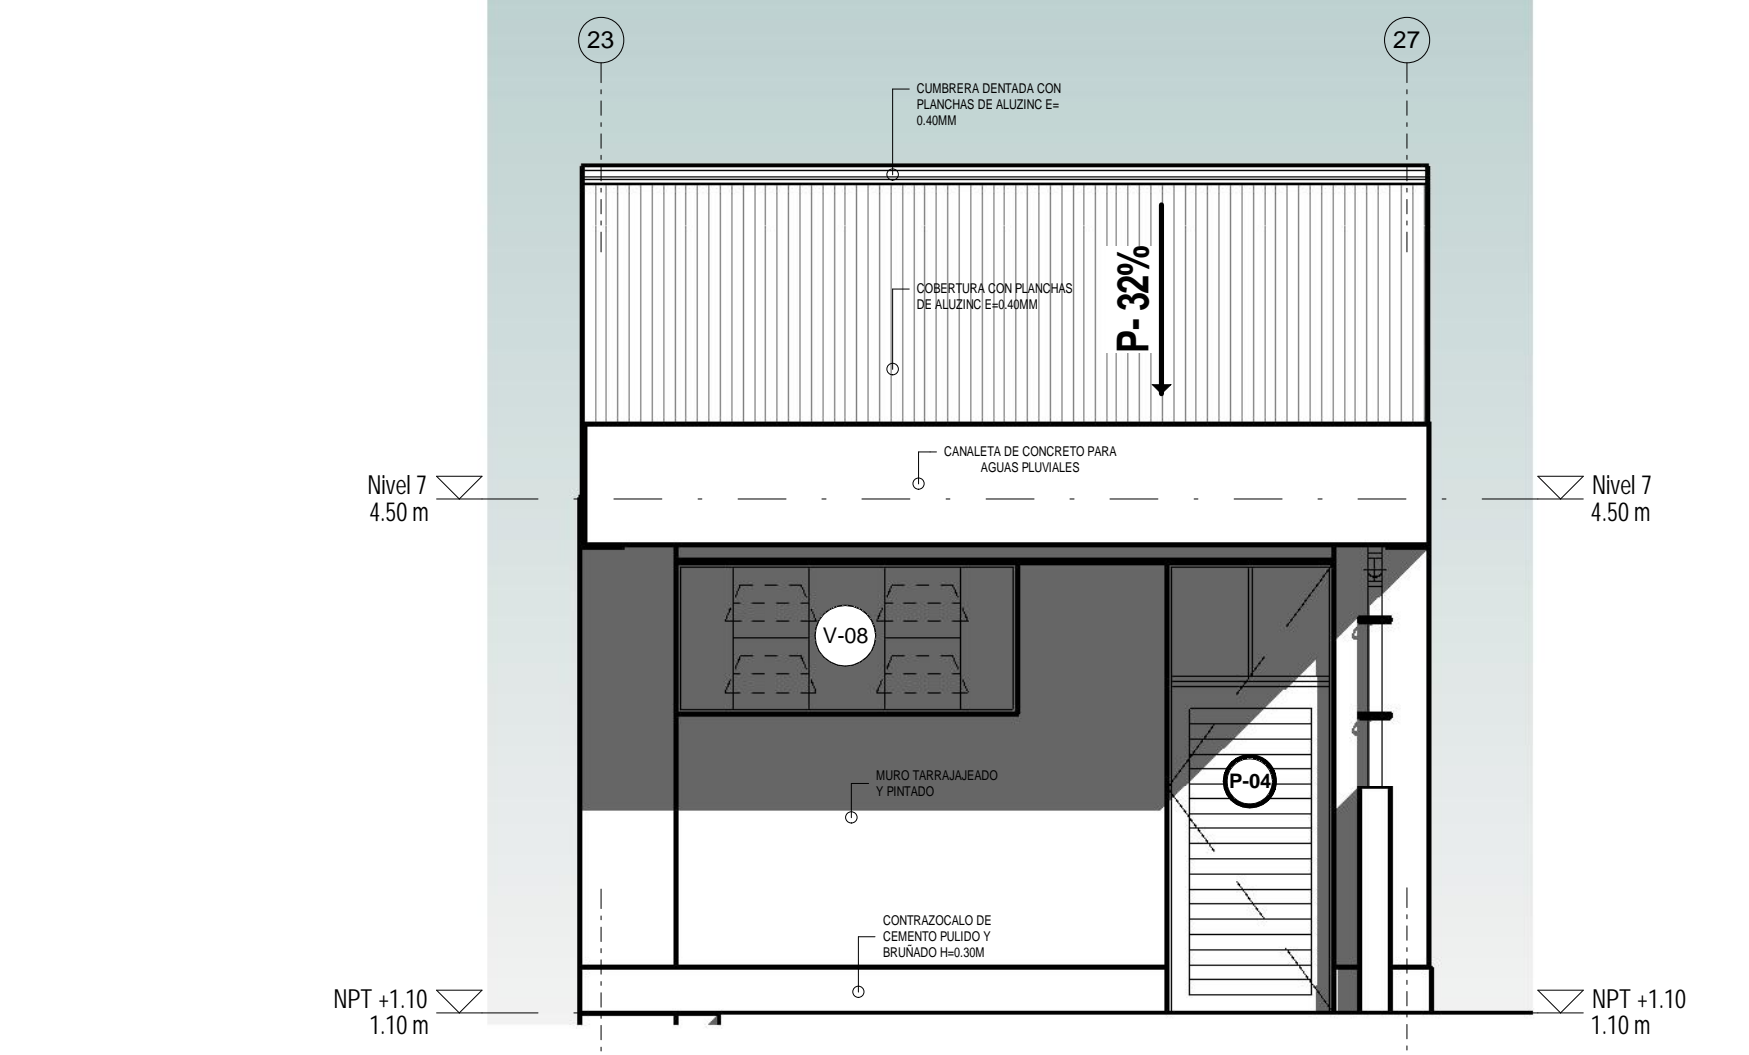 23
27
CUMBRERA DENTADA CON
PLANCHAS DE ALUZINC E=
0.40MM
P- 32%
COBERTURA CON PLANCHAS
DE ALUZINC E=0.40MM
CANALETA DE CONCRETO PARA
AGUAS PLUVIALES
Nivel 7
4.50 m
Nivel 7
4.50 m
V-08
MURO TARRAJAJEADO
Y PINTADO
P-04
CONTRAZOCALO DE
CEMENTO PULIDO Y
BRUÑADO H=0.30M
NPT +1.10
1.10 m
NPT +1.10
1.10 m